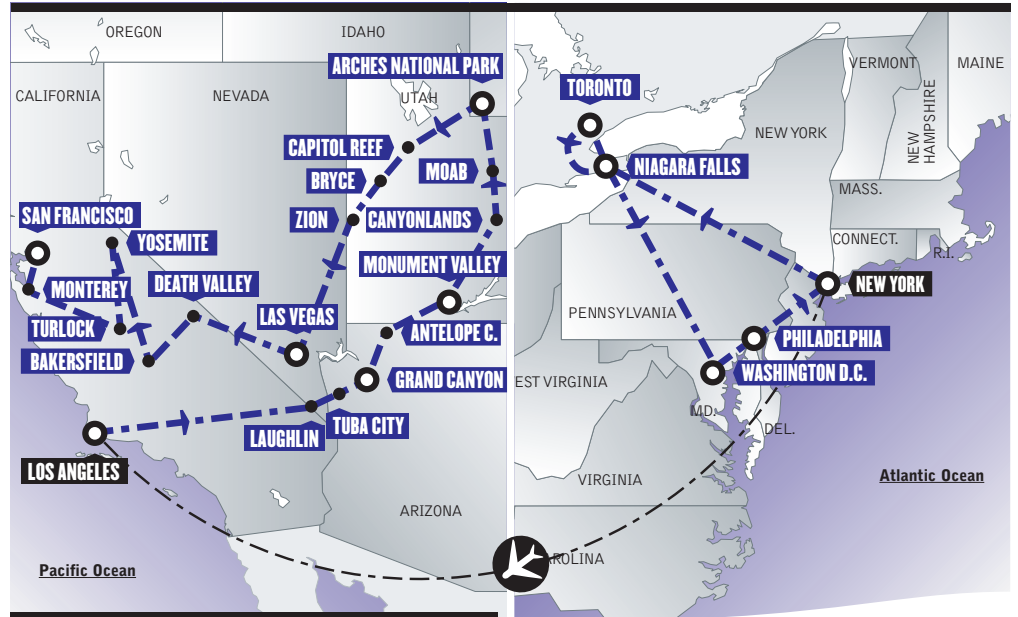 OREGON
IDAHO
ARCHES NATIONAL PARK
CALIFORNIA
NEVADA
UTAH
CAPITOL REEF
BRYCE
MOAB
ZION
CANYONLANDS
SAN FRANCISCO
YOSEMITE
MONUMENT VALLEY
MONTEREY
DEATH VALLEY
LAS VEGAS
TURLOCK
ANTELOPE C.
BAKERSFIELD
GRAND CANYON
TUBA CITY
LAUGHLIN
LOS ANGELES
ARIZONA
Pacific Ocean
VERMONT
MAINE
TORONTO
NEW YORK
NEW
HAMPSHIRE
NIAGARA FALLS
MASS.
CONNECT.
R.I.
NEW YORK
PENNSYLVANIA
PHILADELPHIA
WASHINGTON D.C.
EST VIRGINIA
MD.
DEL.
VIRGINIA
Atlantic Ocean
ROLINA